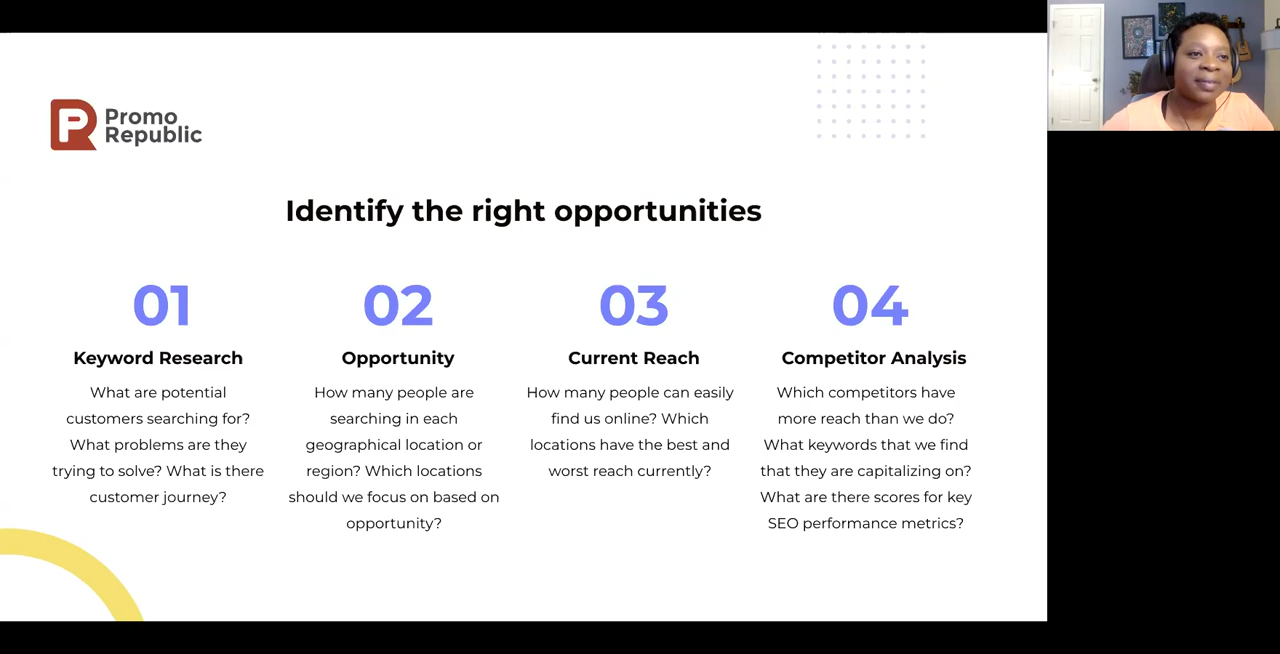 Promo
Republic
Identify the right opportunities
01
Keyword Research
What are potential
customers searching for?
What problems are they
trying to solve? What is there
customer journey?
02
Opportunity
How many people are
searching in each
geographical location or
region? Which locations
should we focus on based on
opportunity?
03
Current Reach
How many people can easily
find us online? Which
locations have the best and
worst reach currently?
04
Competitor Analysis
Which competitors have
more reach than we do?
What keywords that we find
that they are capitalizing on?
What are there scores for key
SEO performance metrics?